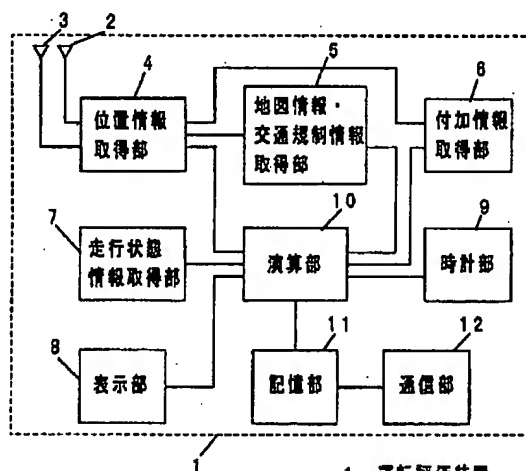 3
2
4
位置情報
取得部
5
地図情報・
交通規制情報
取得部
6
付加情報
取得部
7
走行状態
情報取得部
10
演算部
9
時計部
8
表示部
11
記憶部
12
通信部
1
1 運転評価装置